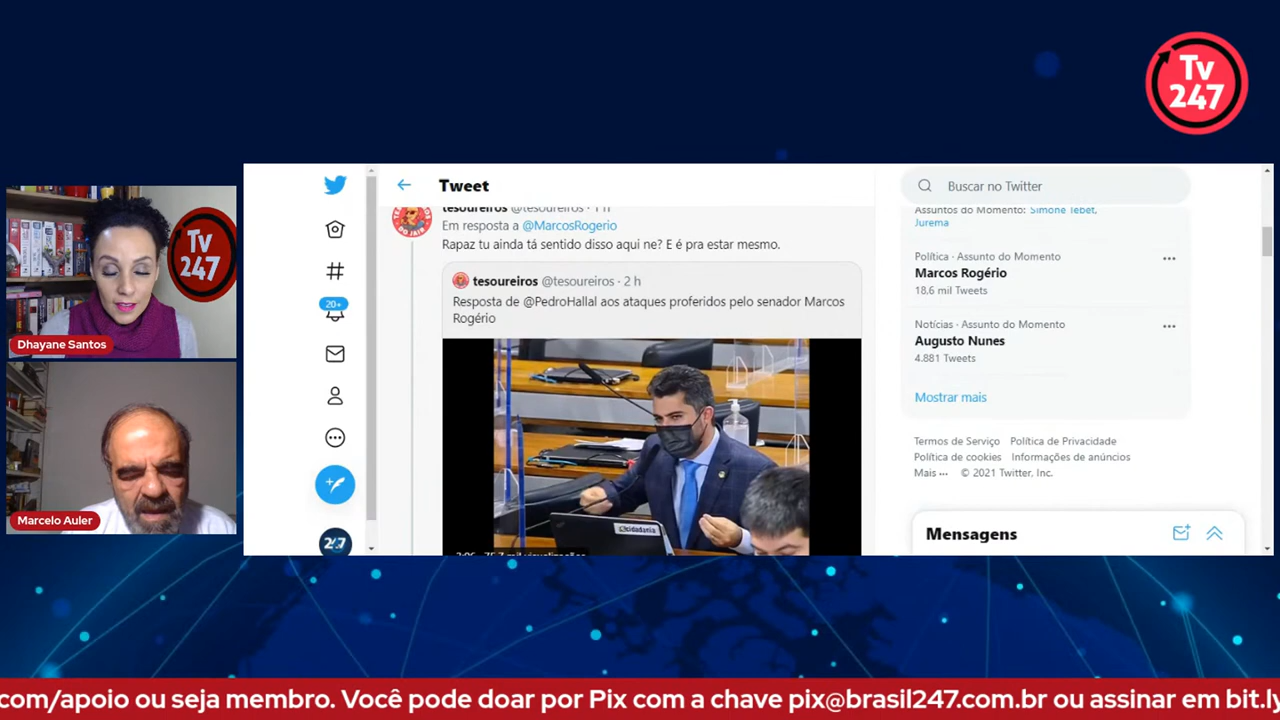 Tv
247
Tv
247
Dhayane Santos
Marcelo Auler
Tweet
tesoureiros @tesoureiros · 1 h
Em resposta a @MarcosRogerio
Rapaz tu ainda tá sentido disso aqui ne? E é pra estar mesmo.
tesoureiros @tesoureiros · 2 h
Resposta de @PedroHallal aos ataques proferidos pelo senador Marcos
Rogério
cidadania
20+
247
Buscar no Twitter
Assuntos do Momento: Simone Tebet,
Jurema
Política · Assunto do Momento
Marcos Rogério
18,6 mil Tweets
Notícias · Assunto do Momento
Augusto Nunes
4.881 Tweets
Mostrar mais
Termos de Serviço Política de Privacidade
Política de cookies Informações de anúncios
Mais ••• © 2021 Twitter, Inc.
Mensagens
com/apoio ou seja membro. Você pode doar por Pix com a chave pix@brasil247.com.br ou assinar em bit.ly